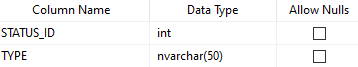 Column Name Data Type Allow Nulls
STATUS_ID int
TYPE nvarchar(50)